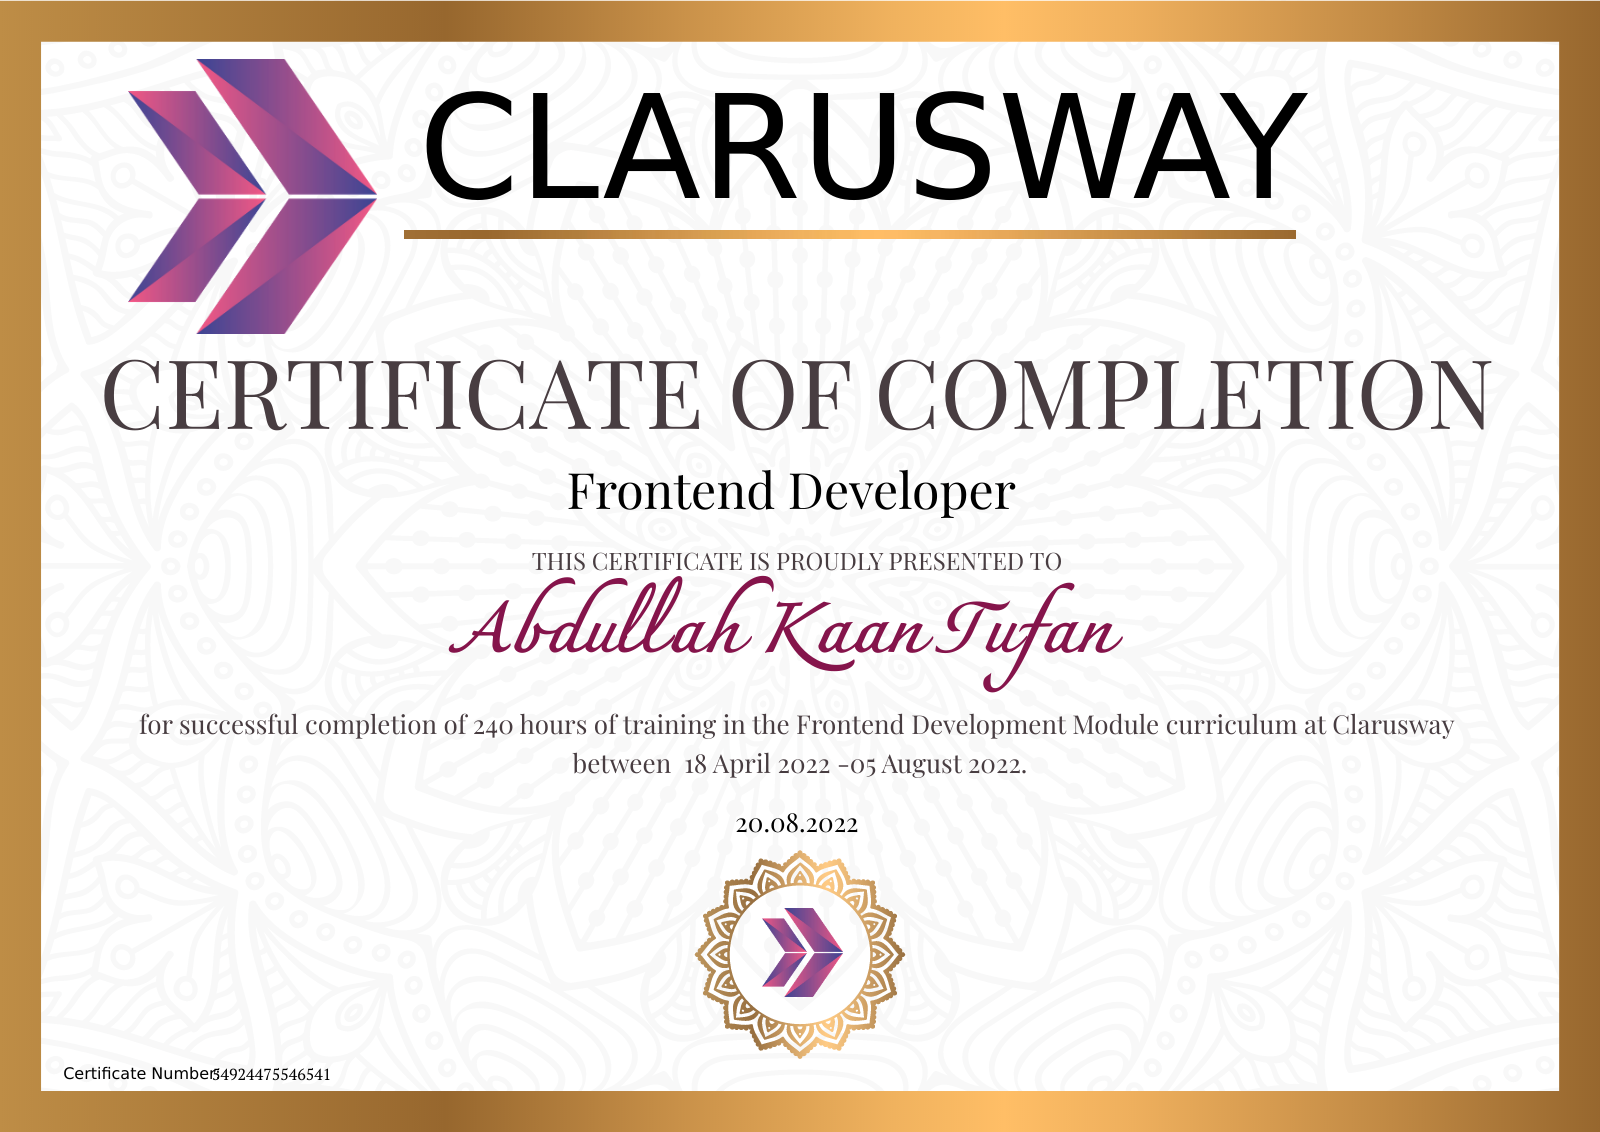 CLARUSWAY
CERTIFICATE OF COMPLETION
Frontend Developer
THIS CERTIFICATE IS PROUDLY PRESENTED TO
Abdullah Kaan Tufan
for successful completion of 240 hours of training in the Frontend Development Module curriculum at Clarusway
between 18 April 2022 -05 August 2022.
20.08.2022
Certificate Number:54924475546541